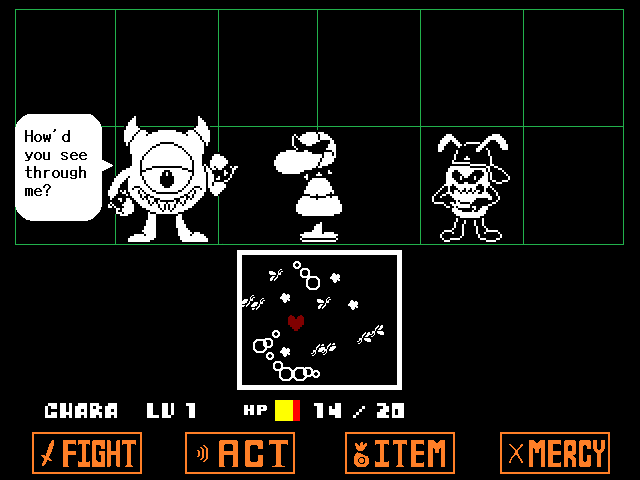 How'd
you see
through
me?
CHARA LV 1 HP 14 / 20
FIGHT ACT ITEM MERCY